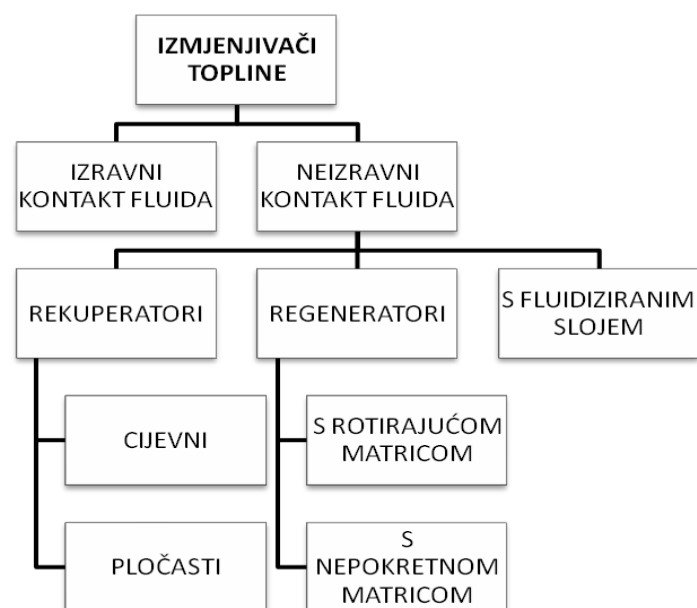 IZMJENJIVAČI
TOPLINE
IZRAVNI
KONTAKT FLUIDA
NEIZRAVNI
KONTAKT FLUIDA
REKUPERATORI
REGENERATORI
S FLUIDIZIRANIM
SLOJEM
CIJEVNI
S ROTIRAJUĆOM
MATRICOM
PLOČASTI
S
NEPOKRETNOM
MATRICOM